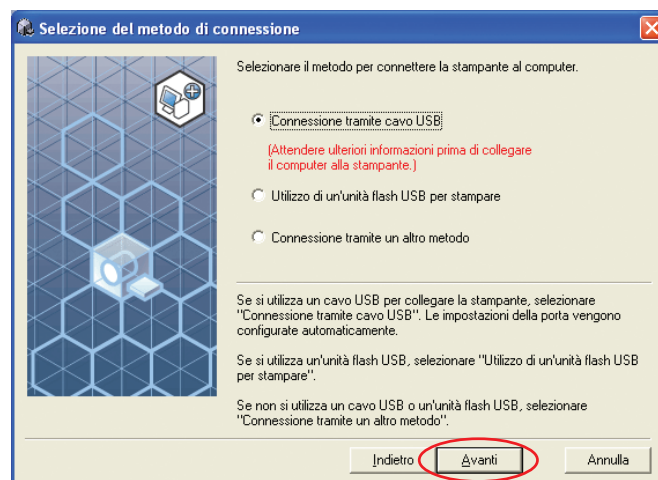 Selezione del metodo di connessione
Selezionare il metodo per connettere la stampante al computer.
Connessione tramite cavo USB
(Attendere ulteriori informazioni prima di collegare
il computer alla stampante.)
Utilizzo di un'unità flash USB per stampare
Connessione tramite un altro metodo
Se si utilizza un cavo USB per collegare la stampante, selezionare
"Connessione tramite cavo USB". Le impostazioni della porta vengono
configurate automaticamente.
Se si utilizza un'unità flash USB, selezionare "Utilizzo di un'unità flash USB
per stampare".
Se non si utilizza un cavo USB o un'unità flash USB, selezionare
"Connessione tramite un altro metodo".
Indietro Avanti Annulla